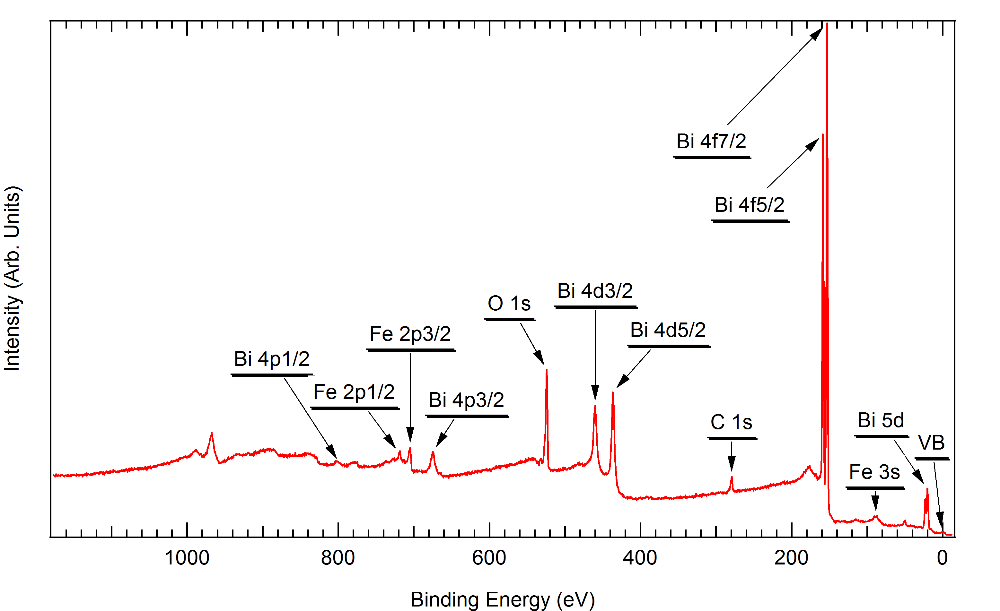 Bi 4f7/2
Bi 4f5/2
Bi 4d3/2
O 1s
Bi 4d5/2
Fe 2p3/2
Bi 4p1/2
Fe 2p1/2
Bi 4p3/2
C 1s
Bi 5d
VB
Fe 3s
Intensity (Arb. Units)
1000 800 600 400 200 0
Binding Energy (eV)